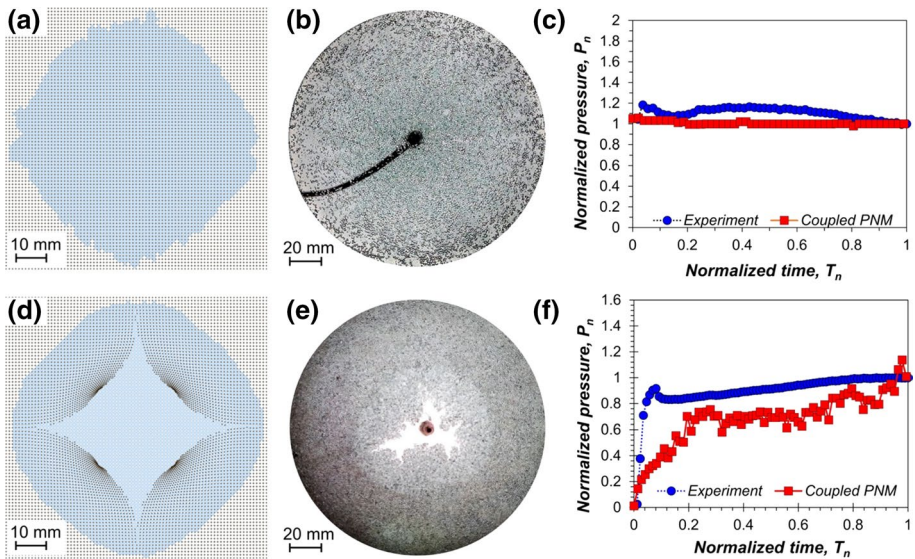 (a)
10 mm
(b)
20 mm
(c)
Normalized pressure, Pn
2
1.8
1.6
1.4
1.2
1
0.8
0.6
0.4
0.2
0
Experiment
Coupled PNM
0 0.2 0.4 0.6 0.8 1
Normalized time, Tn
(d)
10 mm
(e)
20 mm
(f)
Normalized pressure, Pn
1.6
1.4
1.2
1
0.8
0.6
0.4
0.2
0
Experiment
Coupled PNM
0 0.2 0.4 0.6 0.8 1
Normalized time, Tn